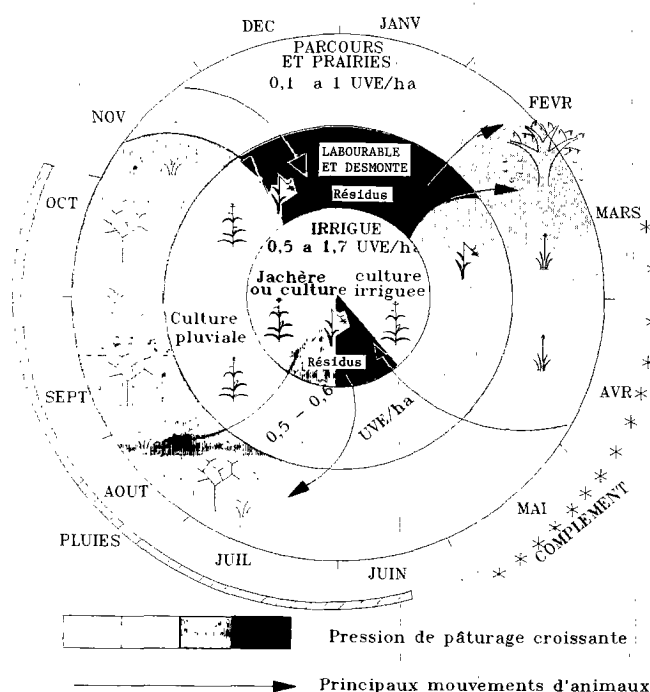 DEC
JANV
PARCOURS
ET PRAIRIES
0,1 a 1 UVE/ha
FEVR
NOV
LABOURABLE
ET DESMONTE
Résidus
OCT
MARS
IRRIGUE
0,5 a 1,7 UVE/ha
Jachère
ou culture
culture
irriguee
Culture
pluviale
Résidus
SEPT
AVR
0,5 - 0,6
UVE/ha
AOUT
MAI
COMPLEMENT
PLUIES
JUIL
JUIN
Pression de pâturage croissante
Principaux mouvements d'animaux